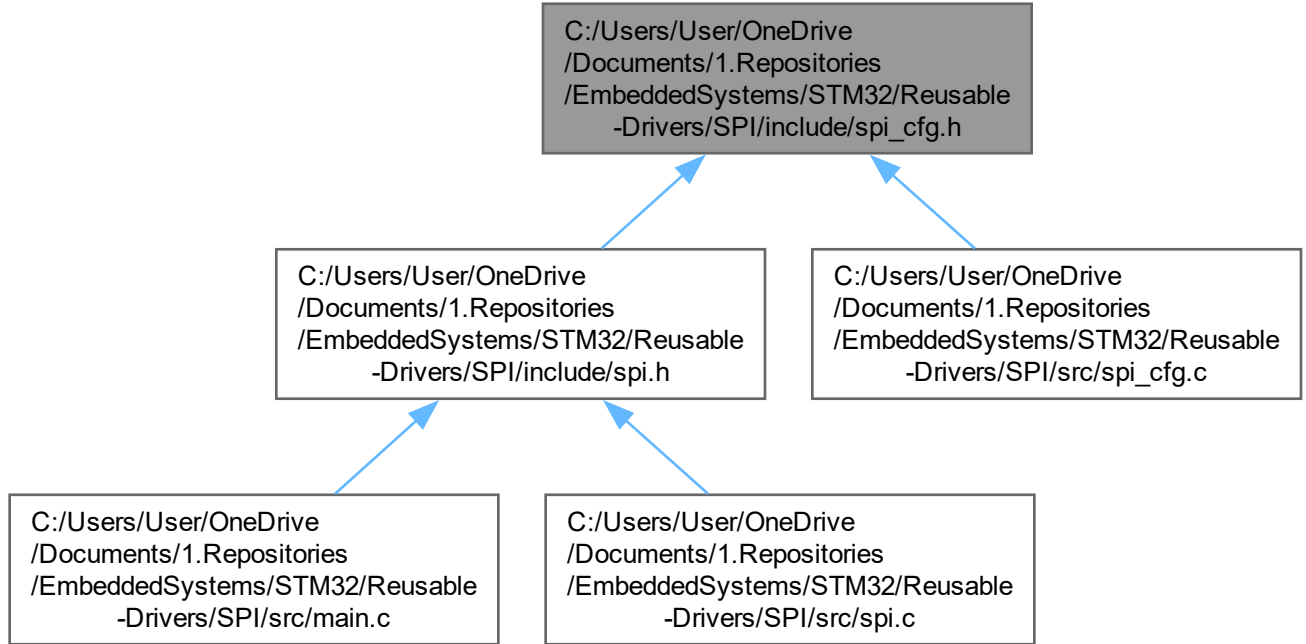 C:/Users/User/OneDrive
/Documents/1.Repositories
/EmbeddedSystems/STM32/Reusable
-Drivers/SPI/include/spi_cfg.h
C:/Users/User/OneDrive
/Documents/1.Repositories
/EmbeddedSystems/STM32/Reusable
-Drivers/SPI/include/spi.h
C:/Users/User/OneDrive
/Documents/1.Repositories
/EmbeddedSystems/STM32/Reusable
-Drivers/SPI/src/spi_cfg.c
C:/Users/User/OneDrive
/Documents/1.Repositories
/EmbeddedSystems/STM32/Reusable
-Drivers/SPI/src/main.c
C:/Users/User/OneDrive
/Documents/1.Repositories
/EmbeddedSystems/STM32/Reusable
-Drivers/SPI/src/spi.c